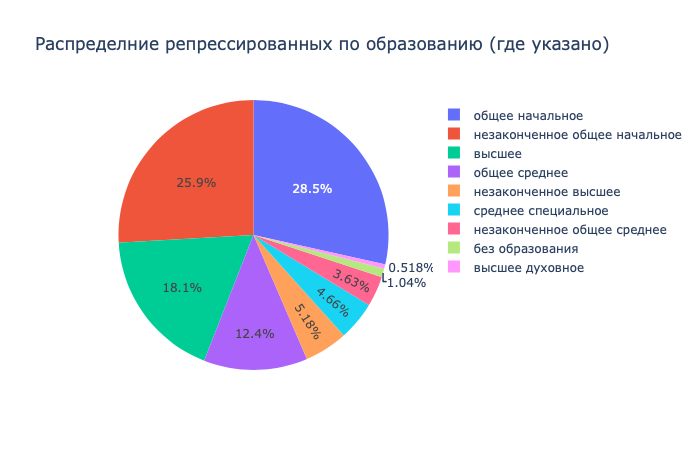 Распределние репрессированных по образованию (где указано)
28.5%
25.9%
18.1%
12.4%
5.18%
4.66%
3.63%
0.518%
1.04%
общее начальное
незаконченное общее начальное
высшее
общее среднее
незаконченное высшее
среднее специальное
незаконченное общее среднее
без образования
высшее духовное